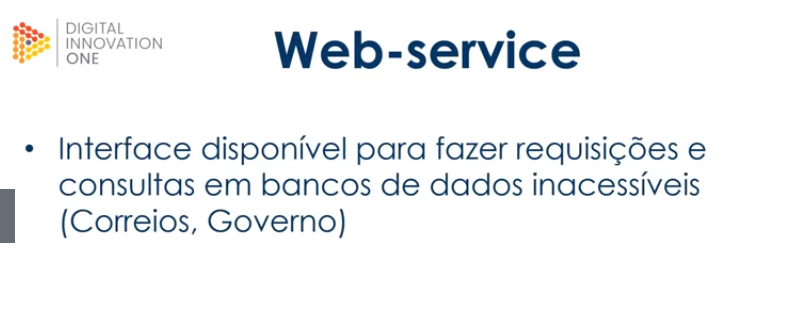 DIGITAL
INNOVATION
ONE
Web-service
• Interface disponível para fazer requisições e
consultas em bancos de dados inacessíveis
(Correios, Governo)